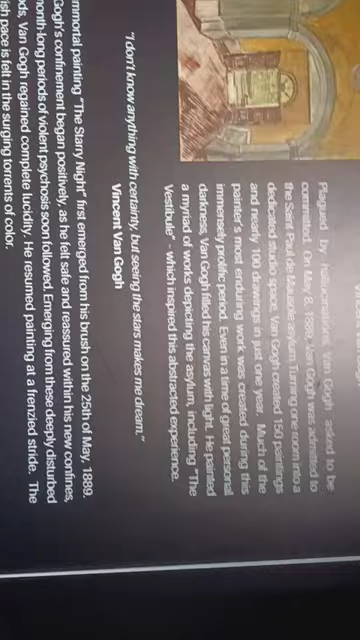 Plagued by hallucinations, Van Gogh asked to be
committed. On May 8, 1889, Van Gogh was admitted to
the Saint Paul de Mausole asylum. Turning one room into a
dedicated studio space, Van Gogh created 150 paintings
and nearly 100 drawings in just one year. Much of the
painter's most enduring work was created during this
immensely prolific period. Even in a time of great personal
darkness, Van Gogh filled his canvas with light. He painted
a myriad of works depicting the asylum, including "The
Vestibule" - which inspired this abstracted experience.
"I don't know anything with certainty, but seeing the stars makes me dream."
Vincent Van Gogh
mmortal painting "The Starry Night" first emerged from his brush on the 25th of May, 1889.
Gogh's confinement began positively, as he felt safe and reassured within his new confines,
month-long periods of violent psychosis soon followed. Emerging from these deeply disturbed
ds, Van Gogh regained complete lucidity. He resumed painting at a frenzied stride. The
ish pace is felt in the surging torrents of color.